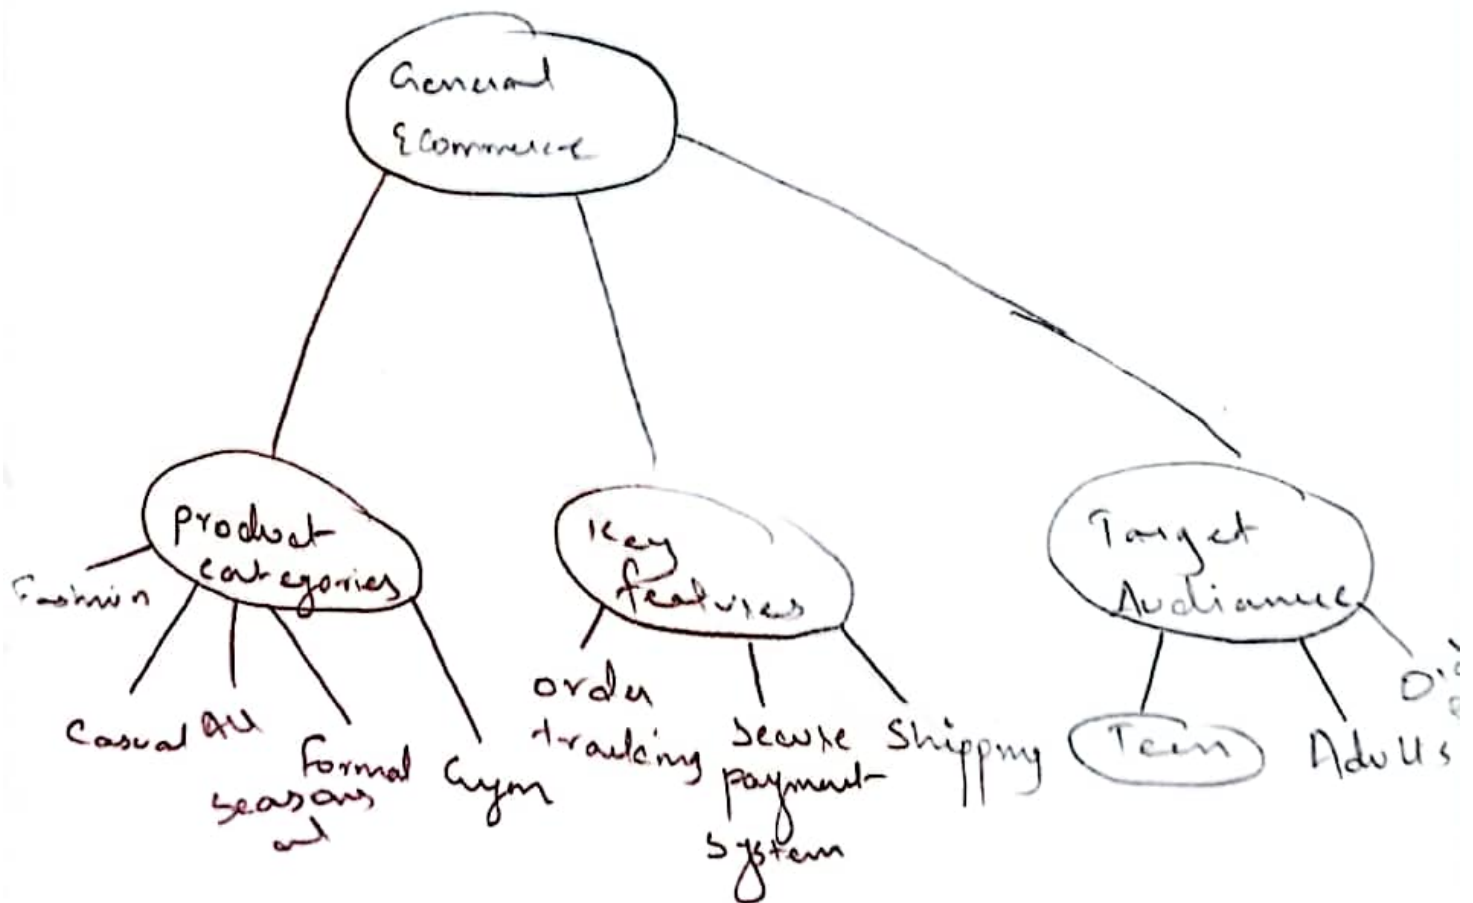 General
Ecommerce
product
categories
Key
features
Target
Audiance
Fashion
Casual
All
Seasons
Formal
Gym
order
tracking
Secure
payment
System
Shipping
Teen
Adults